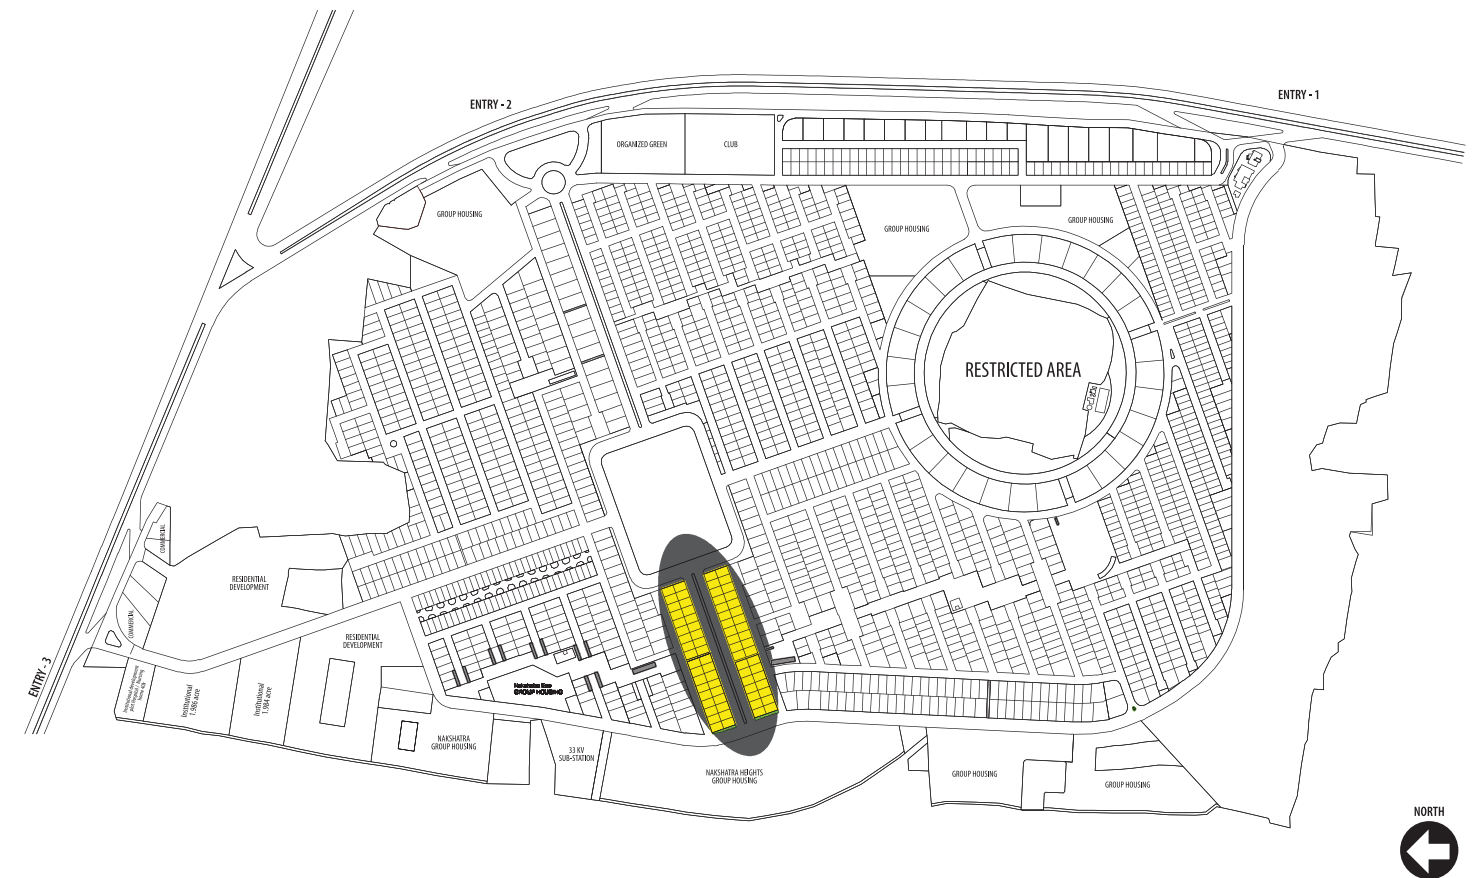 ENTRY - 2
ENTRY - 1
ORGANIZED GREEN
CLUB
GROUP HOUSING
GROUP HOUSING
GROUP HOUSING
RESTRICTED AREA
COMMERCIAL
RESIDENTIAL
DEVELOPMENT
COMMERCIAL
RESIDENTIAL
DEVELOPMENT
ENTRY - 3
Institutional
1.986 acre
Institutional
1.984 acre
Nakshatra Exo
GROUP HOUSING
NAKSHATRA
GROUP HOUSING
33 KV
SUB-STATION
NAKSHATRA HEIGHTS
GROUP HOUSING
GROUP HOUSING
GROUP HOUSING
NORTH